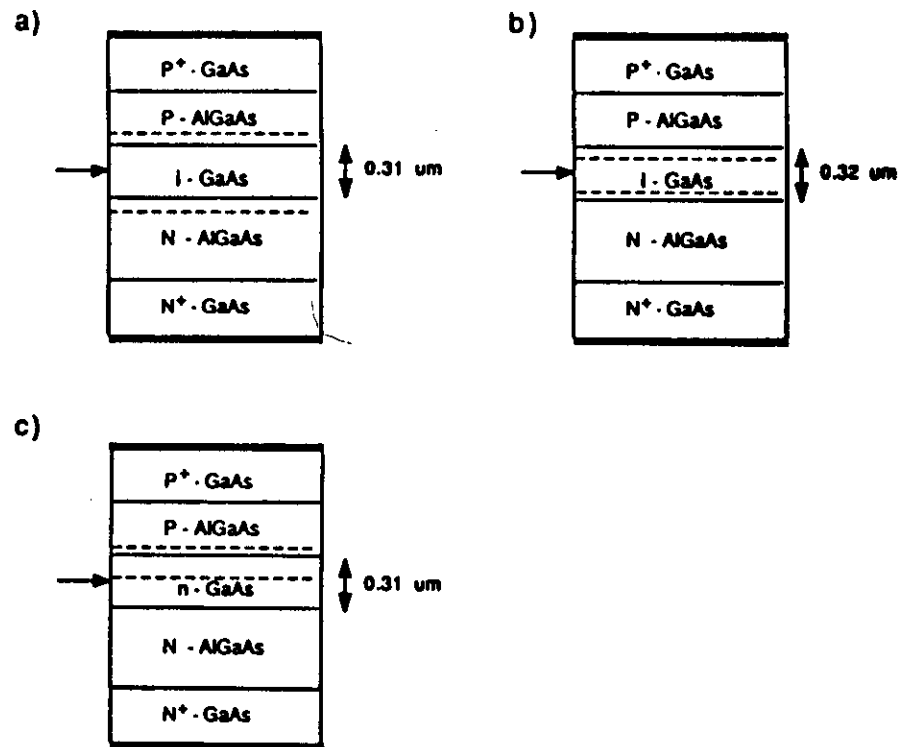 a)
P⁺ - GaAs
P - AlGaAs
i - GaAs
0.31 um
N - AlGaAs
N⁺ - GaAs
b)
P⁺ - GaAs
P - AlGaAs
i - GaAs
0.32 um
N - AlGaAs
N⁺ - GaAs
c)
P⁺ - GaAs
P - AlGaAs
n - GaAs
0.31 um
N - AlGaAs
N⁺ - GaAs